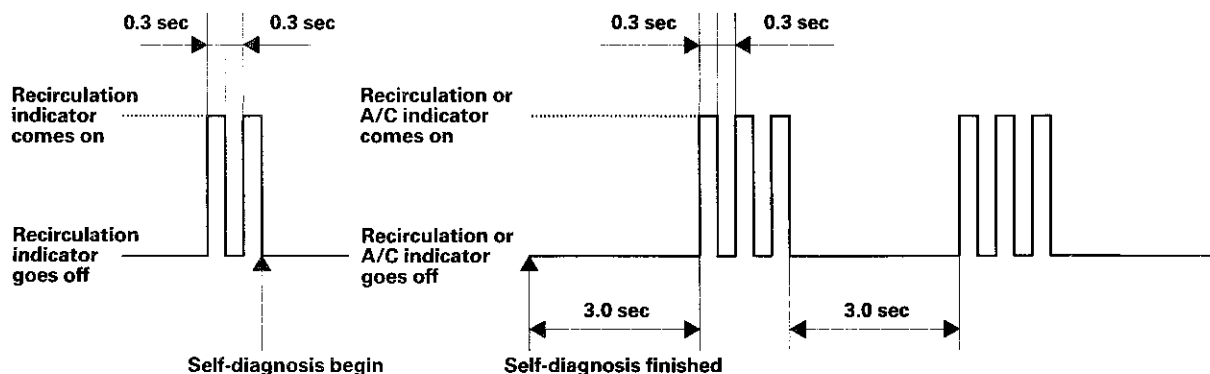 0.3 sec
0.3 sec
0.3 sec
0.3 sec
Recirculation
indicator
comes on
Recirculation or
A/C indicator
comes on
Recirculation
indicator
goes off
Recirculation or
A/C indicator
goes off
3.0 sec
3.0 sec
Self-diagnosis begin
Self-diagnosis finished